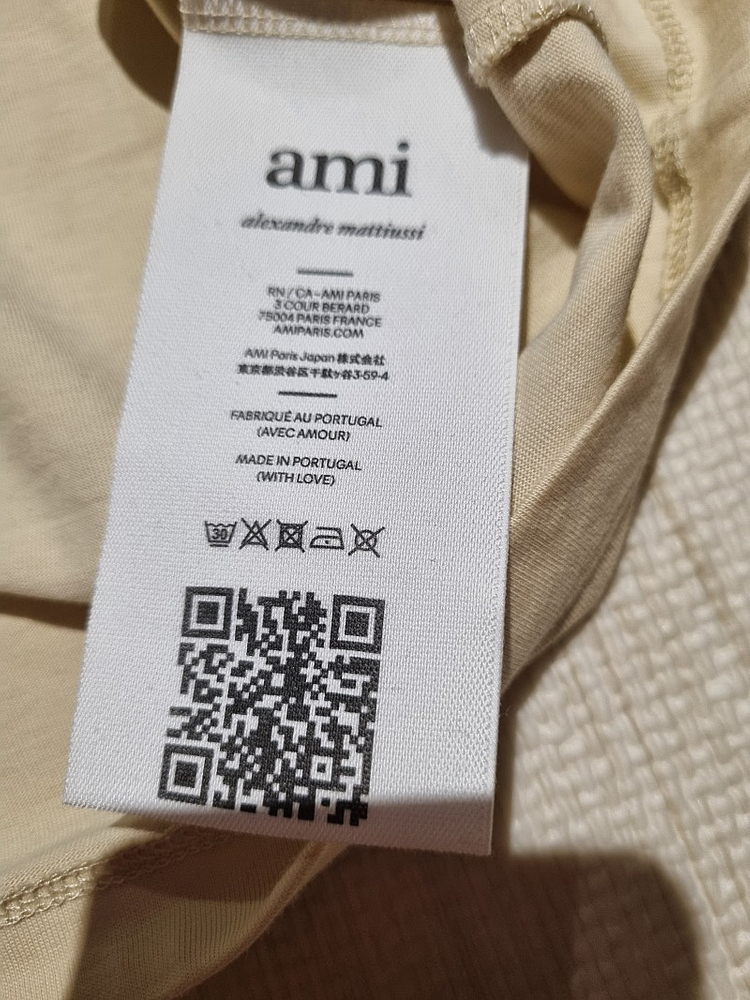 ami
alexandre mattiussi
RN / CA-AMI PARIS
3 COUR BERARD
75004 PARIS FRANCE
AMIPARIS.COM
AMI Paris Japan 株式会社
東京都渋谷区千駄ヶ谷3-59-4
FABRIQUÉ AU PORTUGAL
(AVEC AMOUR)
MADE IN PORTUGAL
(WITH LOVE)
30